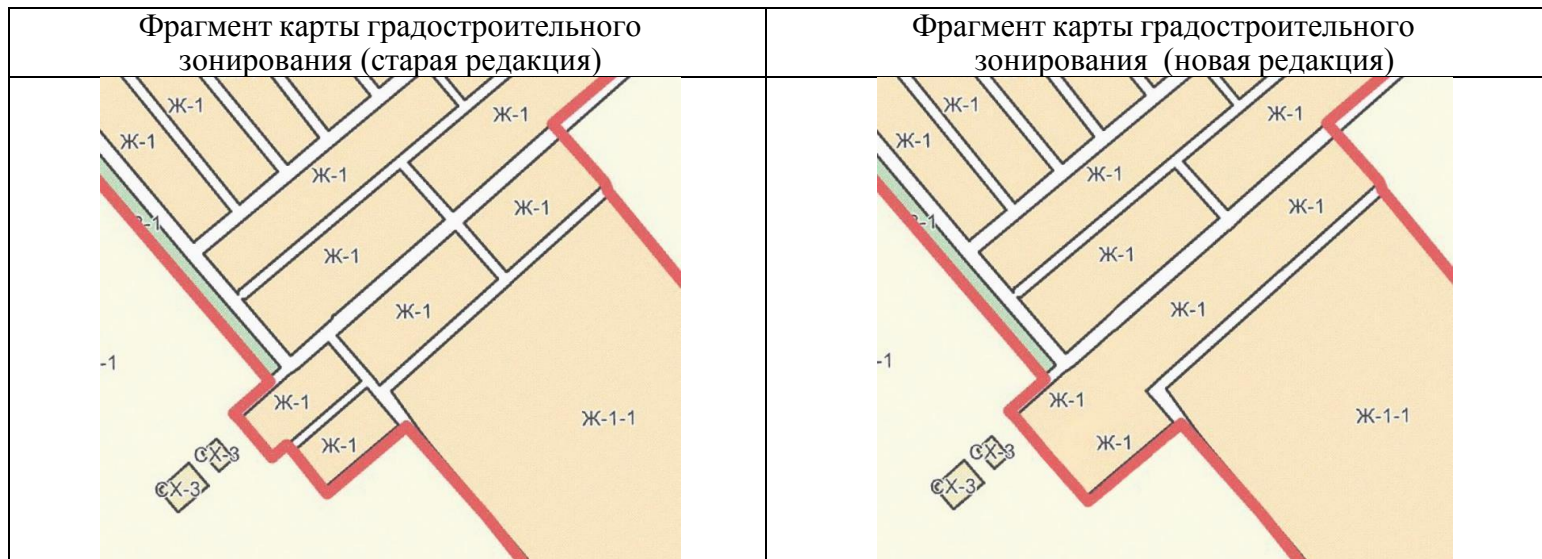 Фрагмент карты градостроительного
зонирования (старая редакция)
Фрагмент карты градостроительного
зонирования (новая редакция)
Ж-1
Ж-1
Ж-1
Ж-1
Ж-1
Ж-1
Ж-1
-1
-1
Ж-1
Ж-1
Ж-1-1
СХ-3
СХ-3
Ж-1
Ж-1
Ж-1
Ж-1
Ж-1
Ж-1
Ж-1
-1
-1
Ж-1
Ж-1
Ж-1-1
СХ-3
СХ-3